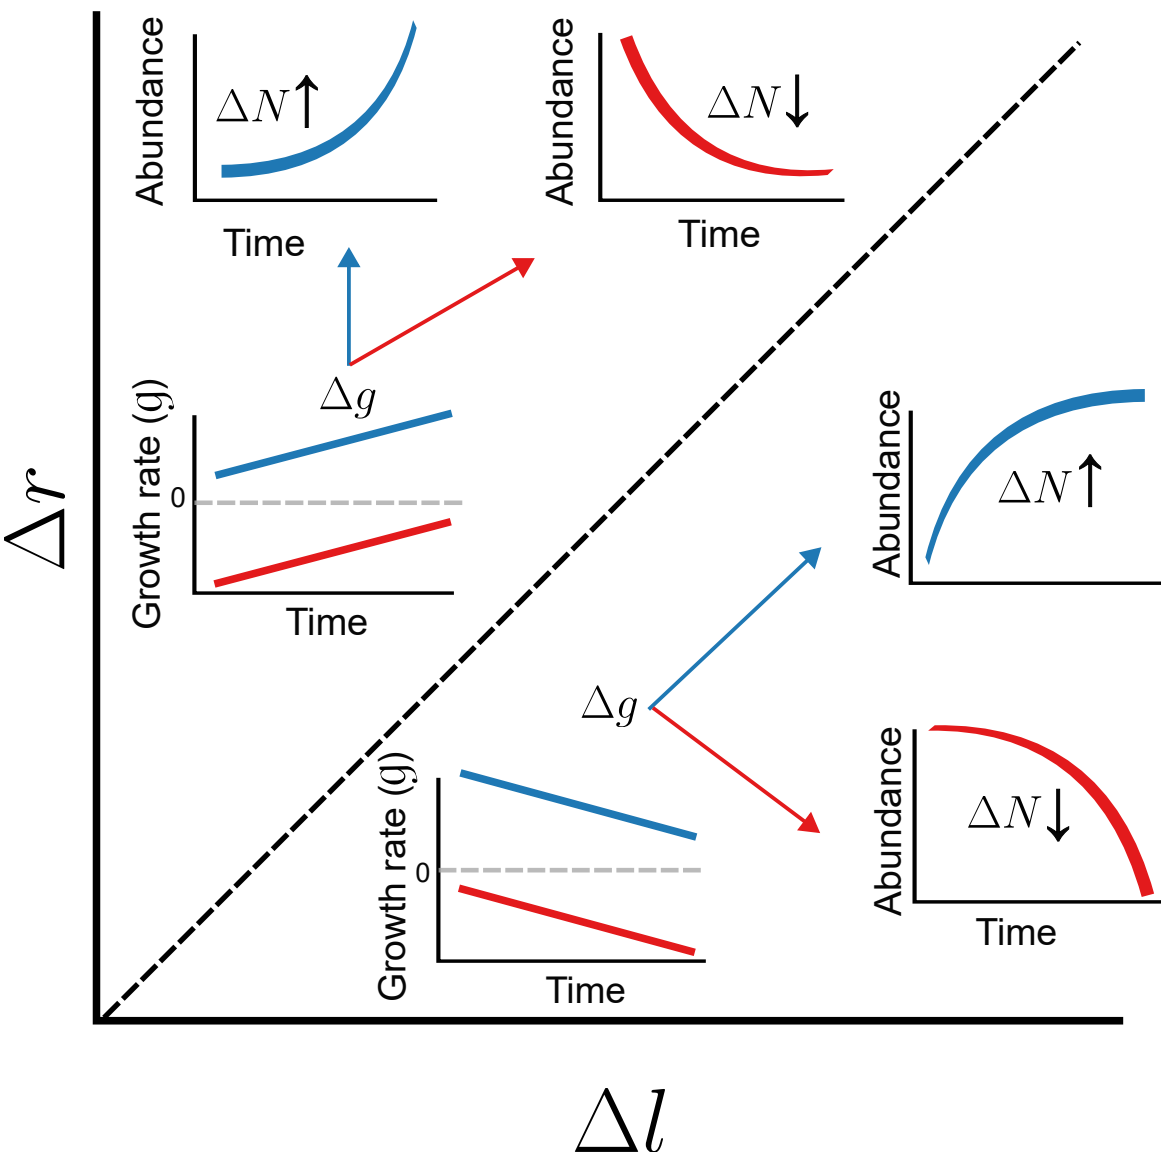 Abundance
ΔN↑
Time
Abundance
ΔN↓
Time
Δg
Growth rate (g)
0
Time
Δr
Abundance
ΔN↑
Δg
Growth rate (g)
0
Time
Abundance
ΔN↓
Time
Δl